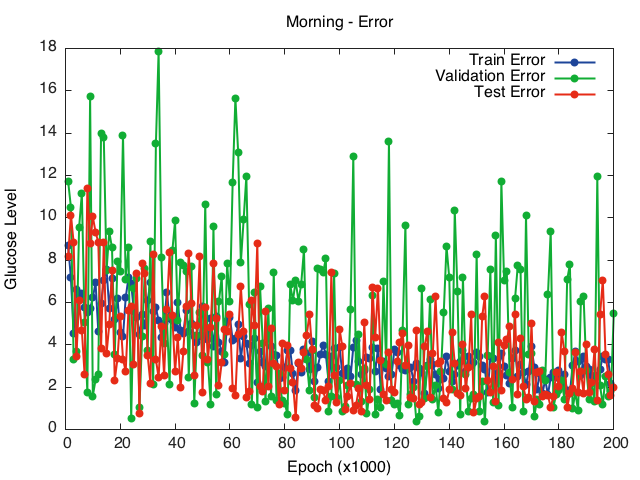 Morning - Error
Train Error
Validation Error
Test Error
18
16
14
12
10
8
6
4
2
0
Glucose Level
0 20 40 60 80 100 120 140 160 180 200
Epoch (x1000)